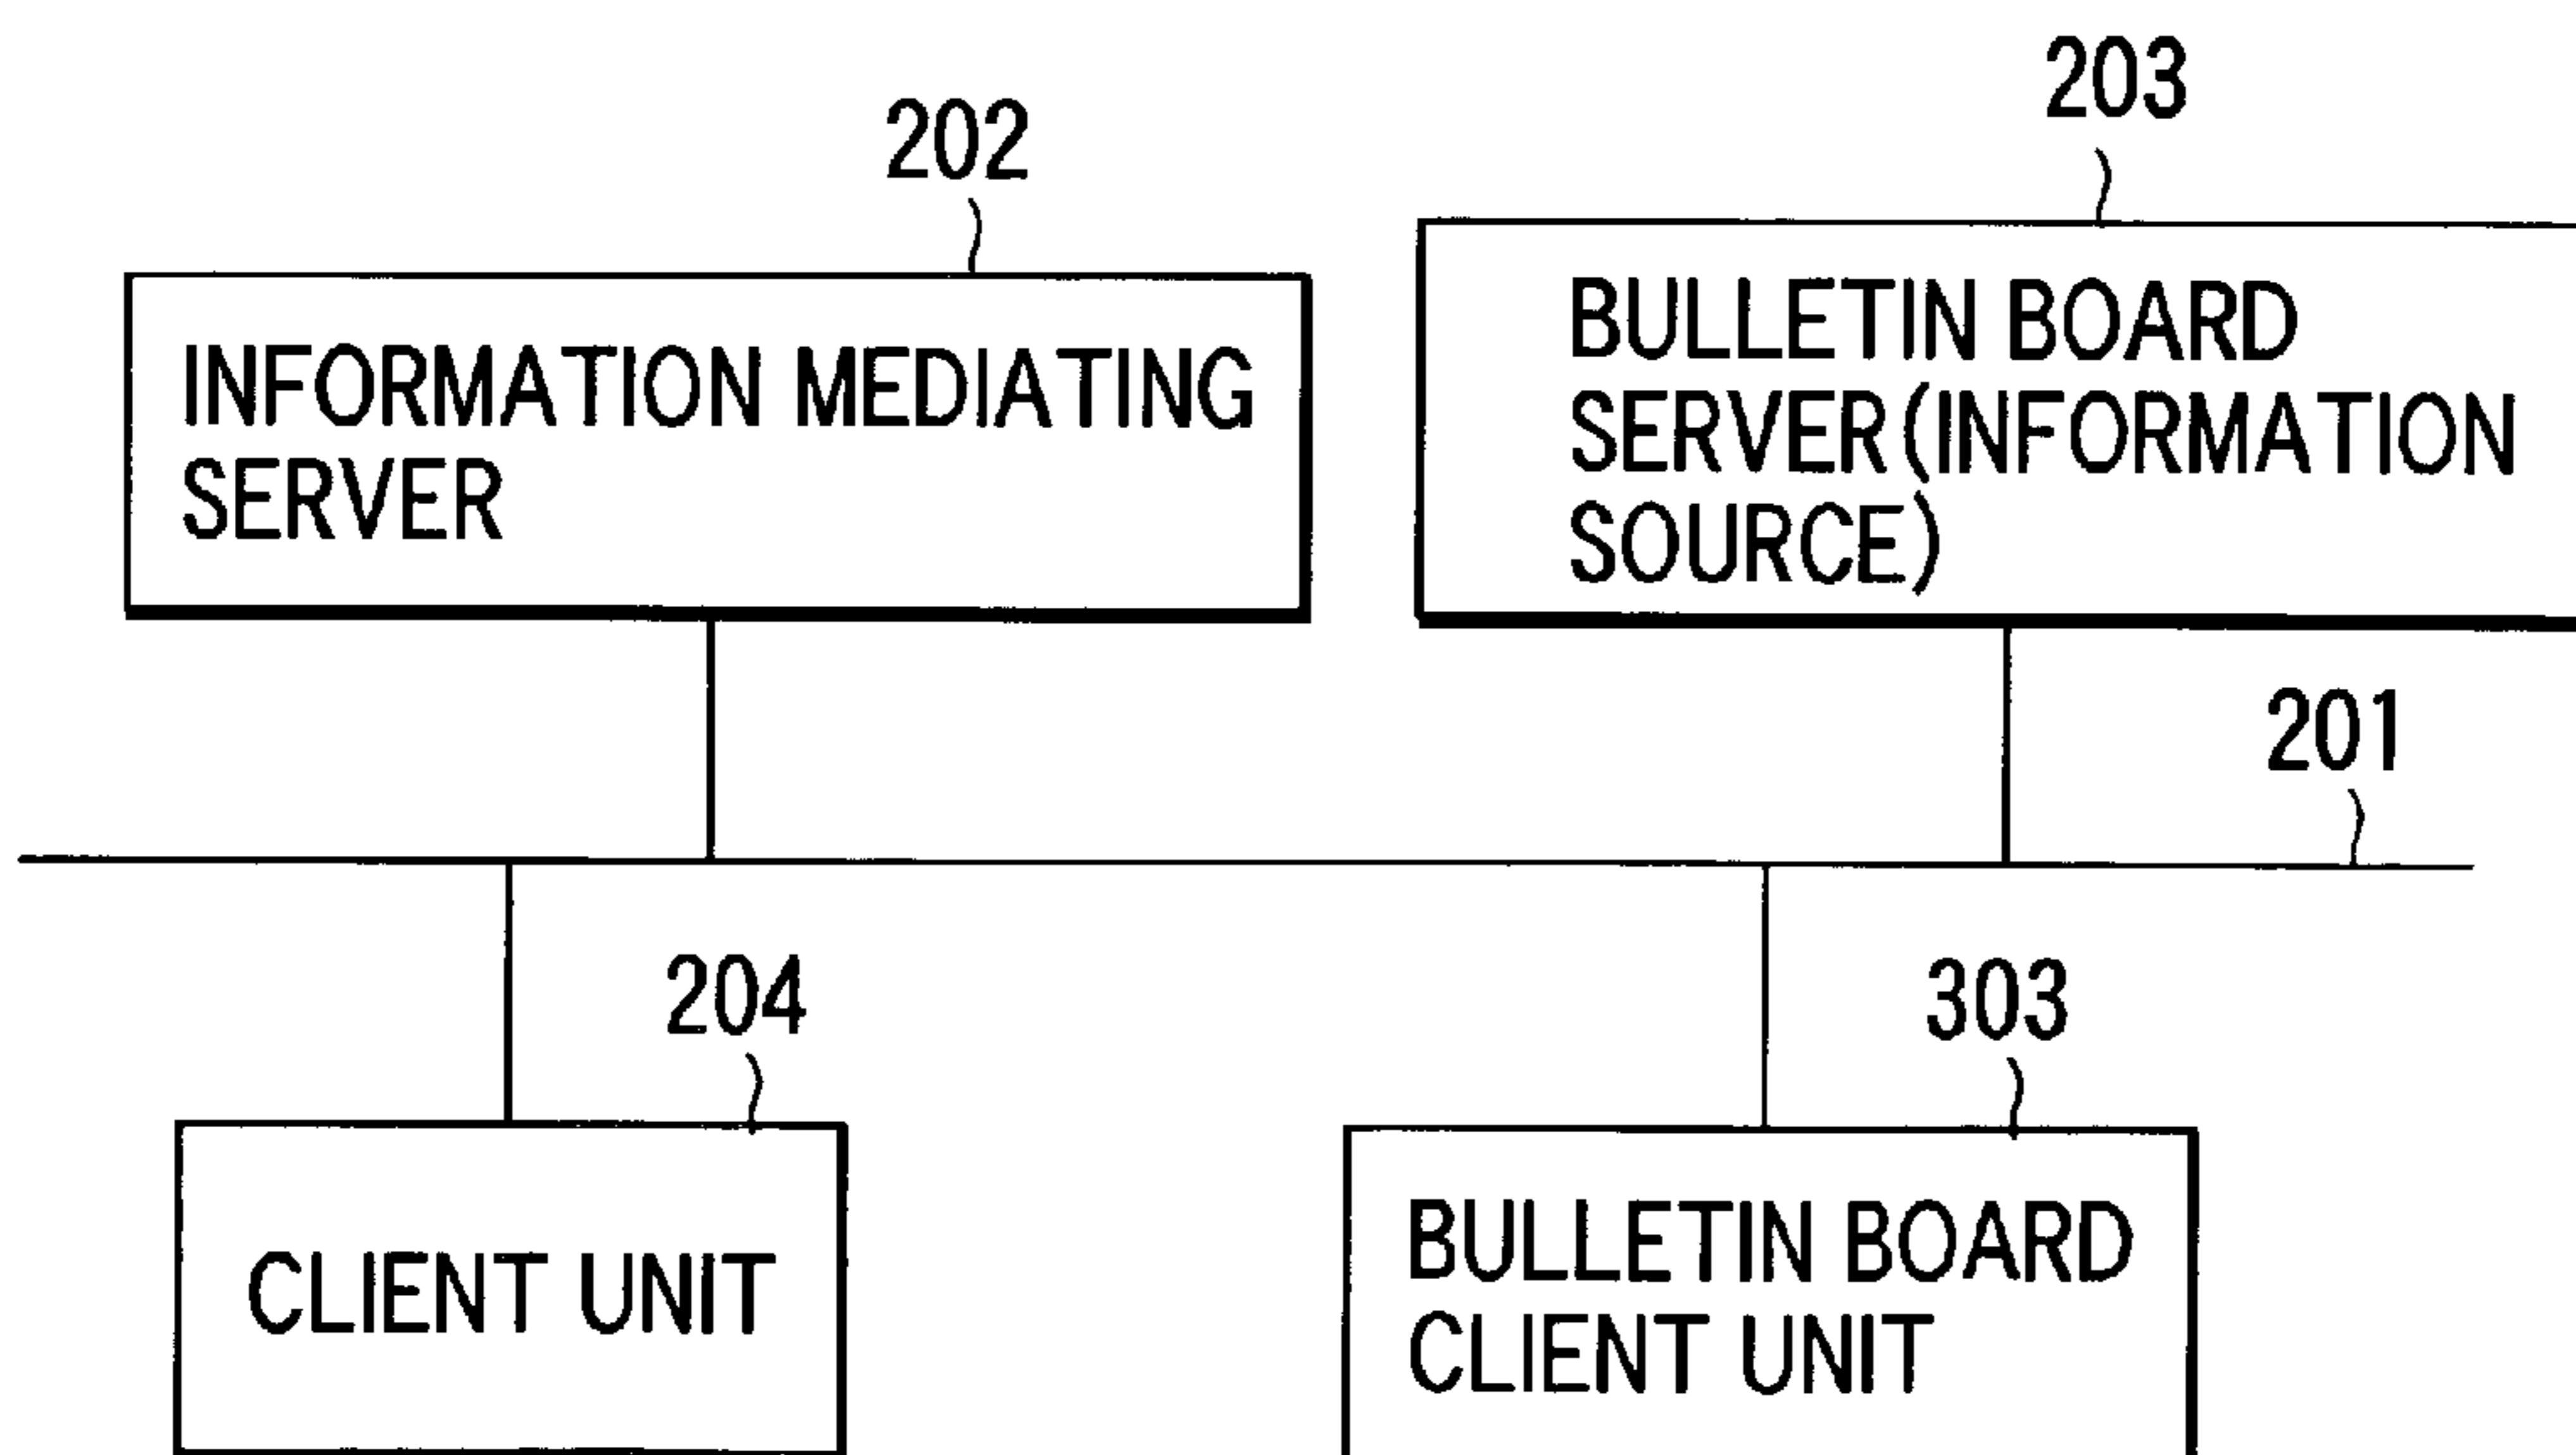 202
203
INFORMATION MEDIATING
SERVER
BULLETIN BOARD
SERVER(INFORMATION
SOURCE)
201
204
303
CLIENT UNIT
BULLETIN BOARD
CLIENT UNIT